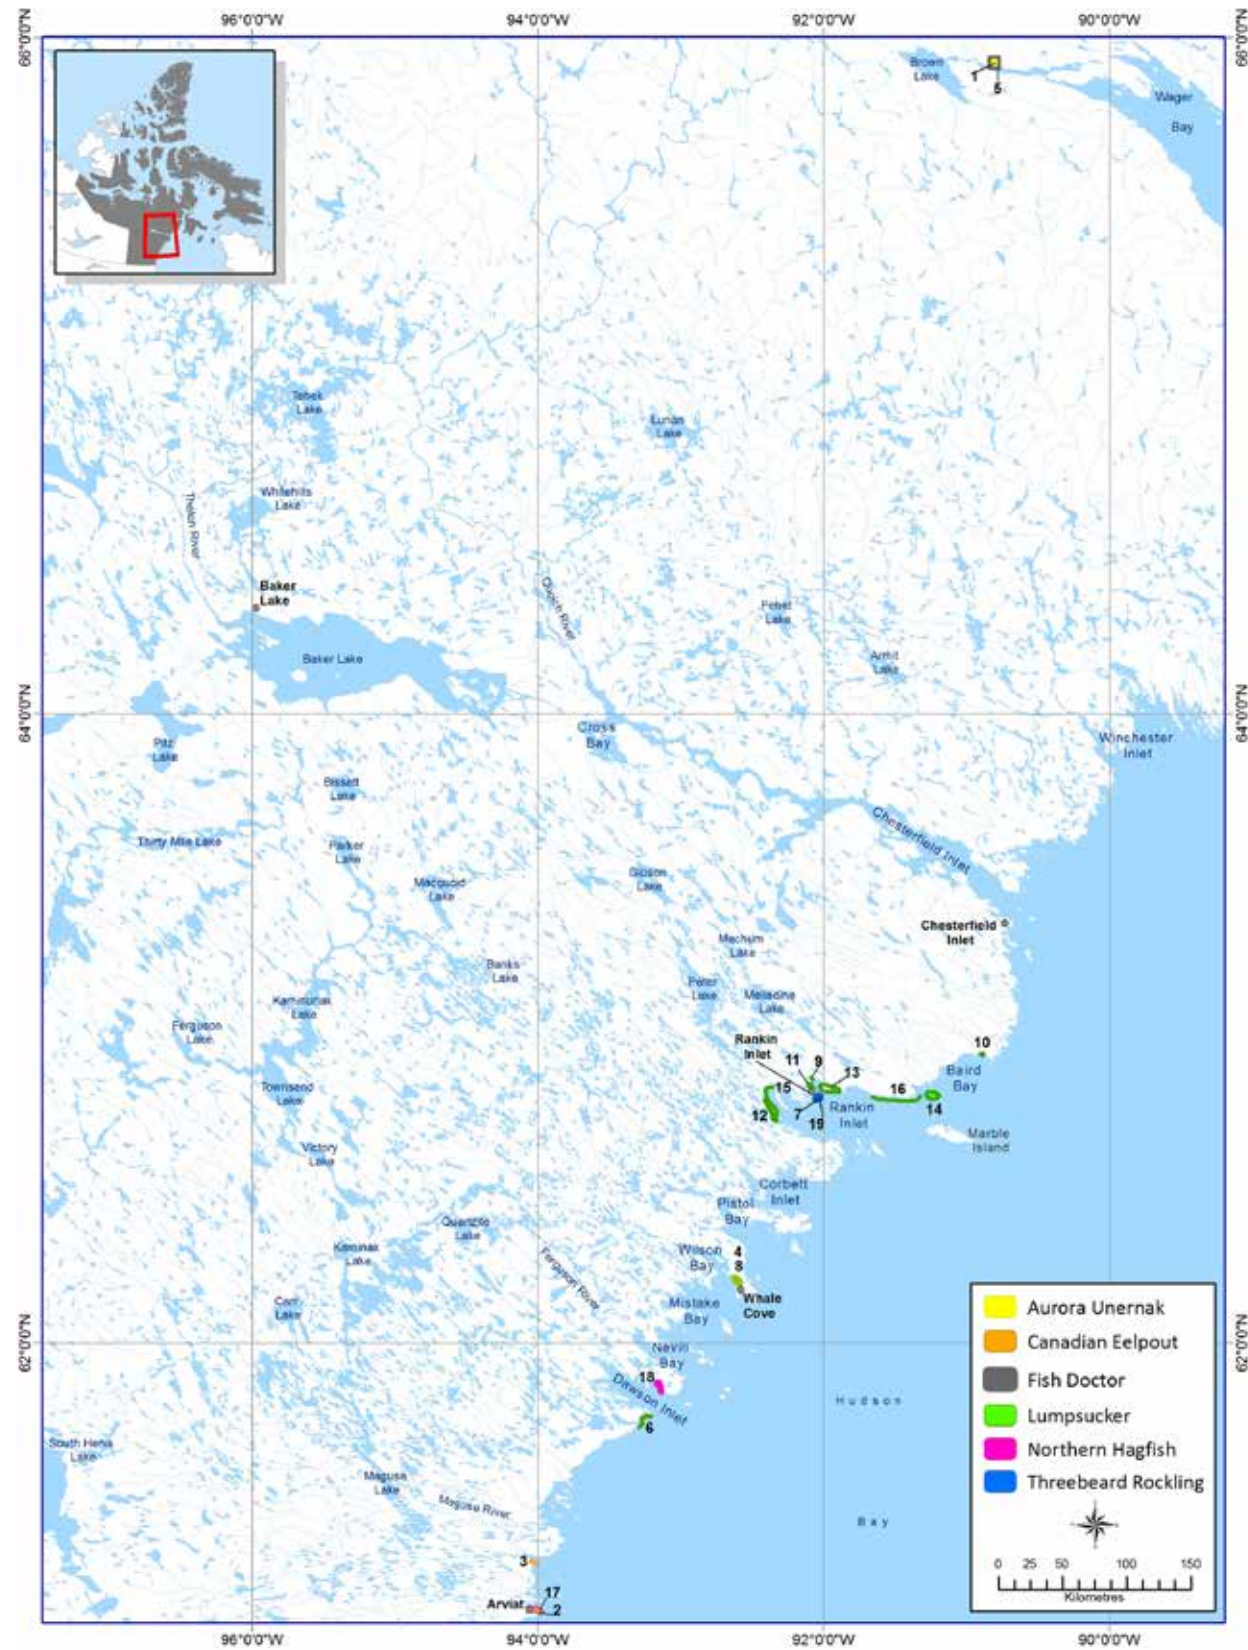 96°0'0"W
94°0'0"W
92°0'0"W
90°0'0"W
66°0'0"N
66°0'0"N
Brown
Lake
1
5
Wager
Bay
Tehek
Lake
Lunan
Lake
Whitehills
Lake
Thelon River
Baker
Lake
Quoich River
Fehet
Lake
Baker Lake
Armit
Lake
64°0'0"N
64°0'0"N
Cross
Bay
Winchester
Inlet
Pitz
Lake
Bissett
Lake
Chesterfield Inlet
Thirty Mile Lake
Parker
Lake
Macquoid
Lake
Gibson
Lake
Chesterfield
Inlet
Mechum
Lake
Banks
Lake
Peter
Lake
Meliadine
Lake
Kaminuriak
Lake
Ferguson
Lake
Rankin
Inlet
11
9
13
10
Baird
Bay
Townsend
Lake
15
16
12
7
19
Rankin
Inlet
14
Marble
Island
Victory
Lake
Corbett
Inlet
Pistol
Bay
Quartzite
Lake
Kaminak
Lake
Ferguson River
Wilson
Bay
4
8
Whale
Cove
Carr
Lake
Mistake
Bay
62°0'0"N
62°0'0"N
Nevill
Bay
18
Dawson Inlet
6
Hudson
South Henik
Lake
Maguse
Lake
Maguse River
Bay
3
17
Arviat
2
Aurora Unernak
Canadian Eelpout
Fish Doctor
Lumpsucker
Northern Hagfish
Threebeard Rockling
0 25 50 100 150
Kilometres
96°0'0"W
94°0'0"W
92°0'0"W
90°0'0"W